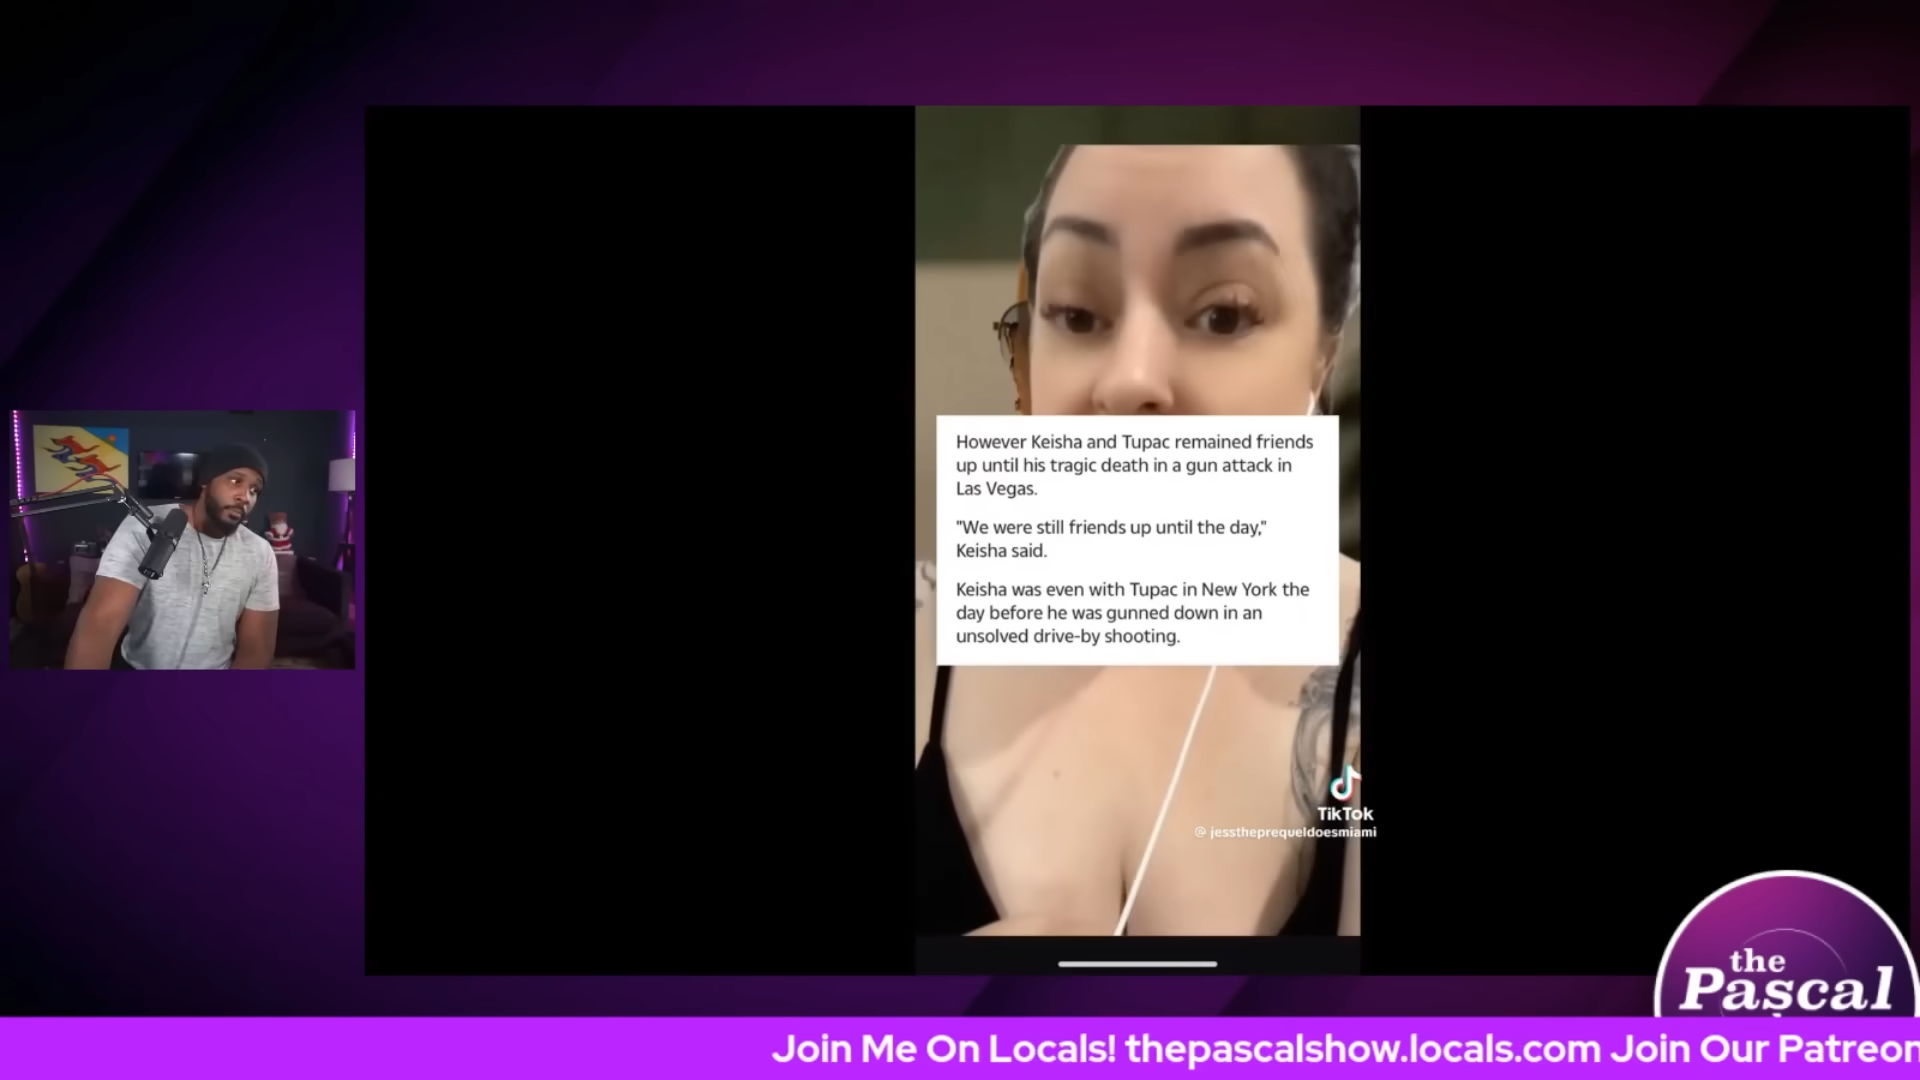 However Keisha and Tupac remained friends
up until his tragic death in a gun attack in
Las Vegas.
"We were still friends up until the day,"
Keisha said.
Keisha was even with Tupac in New York the
day before he was gunned down in an
unsolved drive-by shooting.
TikTok
@ jesstheprequeldoesmiami
the
Pascal
Join Me On Locals! thepascalshow.locals.com Join Our Patreon